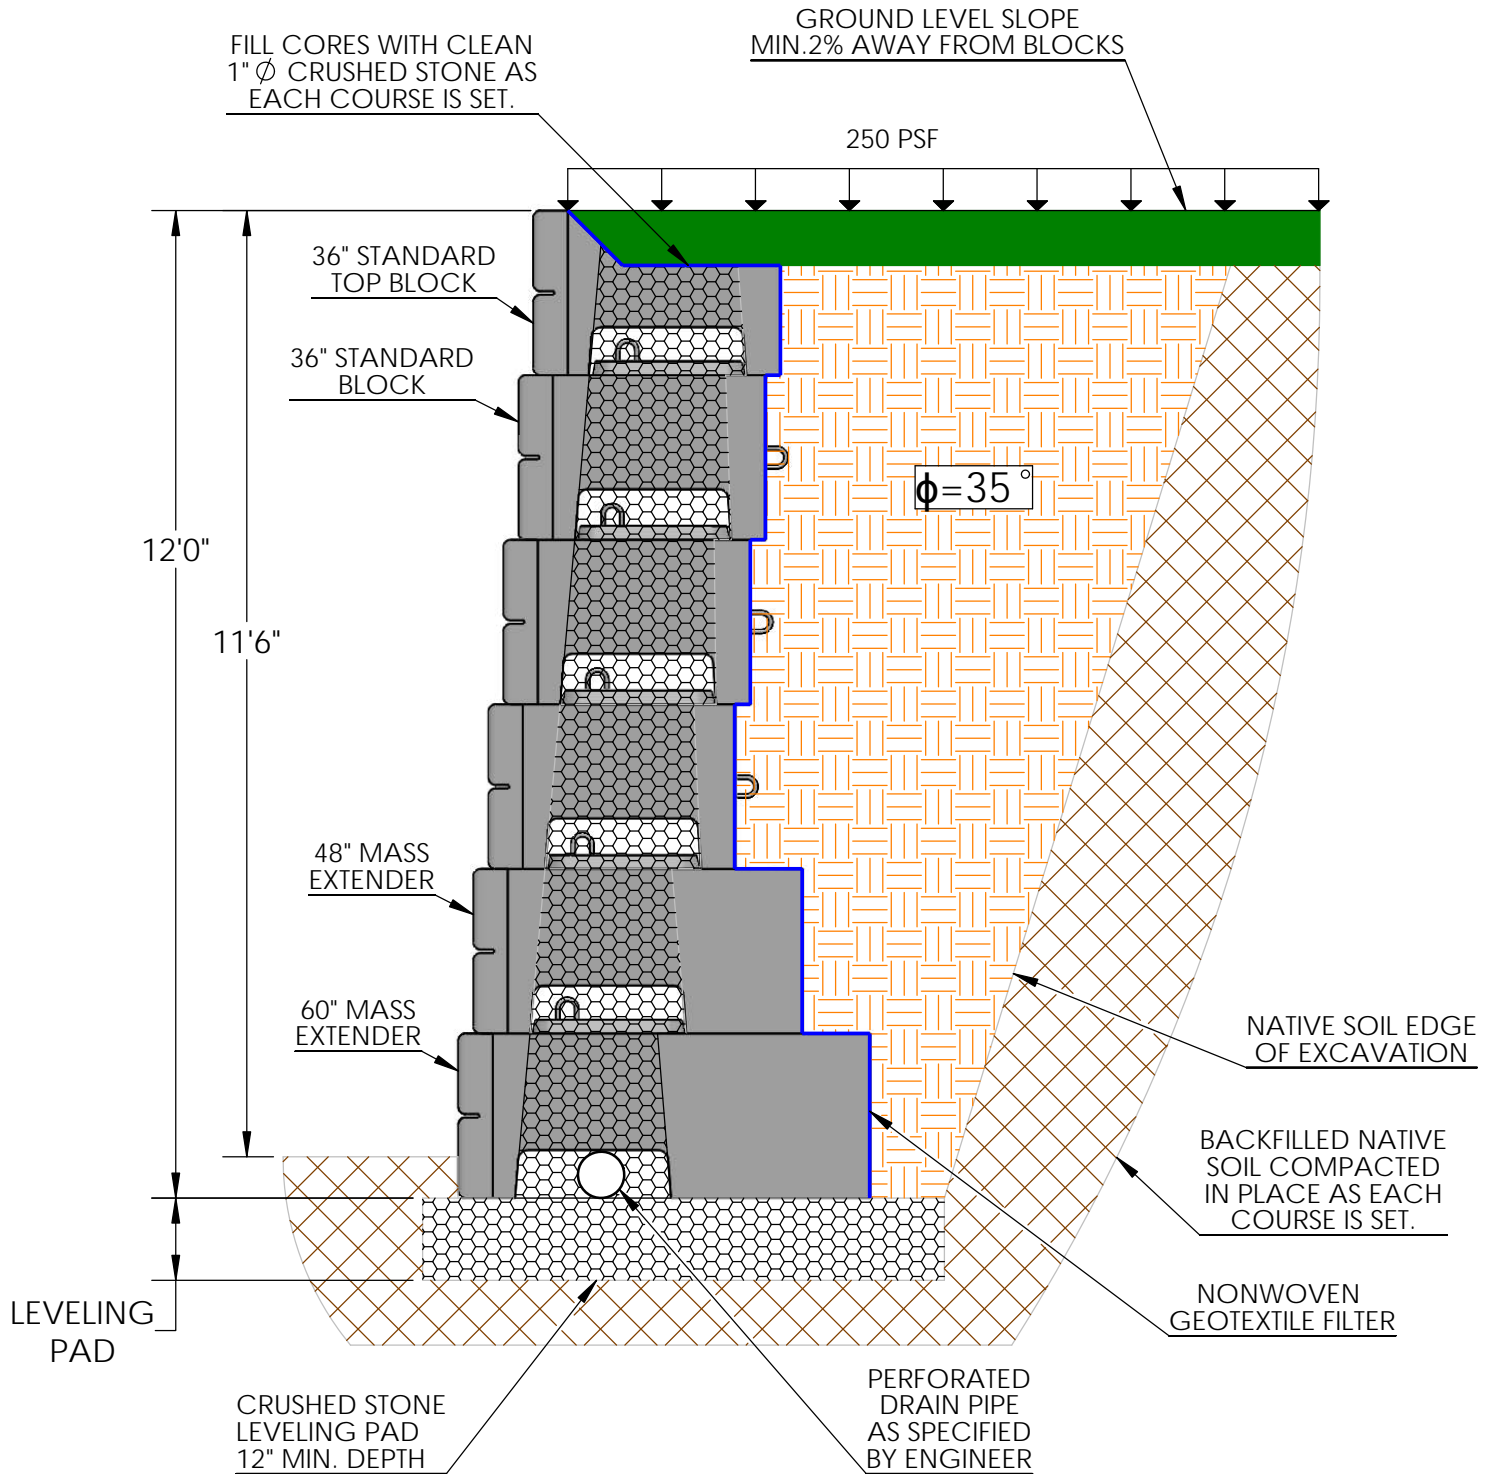 GROUND LEVEL SLOPE
MIN.2% AWAY FROM BLOCKS
FILL CORES WITH CLEAN
1"∅ CRUSHED STONE AS
EACH COURSE IS SET.
250 PSF
36" STANDARD
TOP BLOCK
36" STANDARD
BLOCK
ϕ=35°
12'0"
11'6"
48" MASS
EXTENDER
60" MASS
EXTENDER
NATIVE SOIL EDGE
OF EXCAVATION
BACKFILLED NATIVE
SOIL COMPACTED
IN PLACE AS EACH
COURSE IS SET.
NONWOVEN
GEOTEXTILE FILTER
LEVELING
PAD
CRUSHED STONE
LEVELING PAD
12" MIN. DEPTH
PERFORATED
DRAIN PIPE
AS SPECIFIED
BY ENGINEER